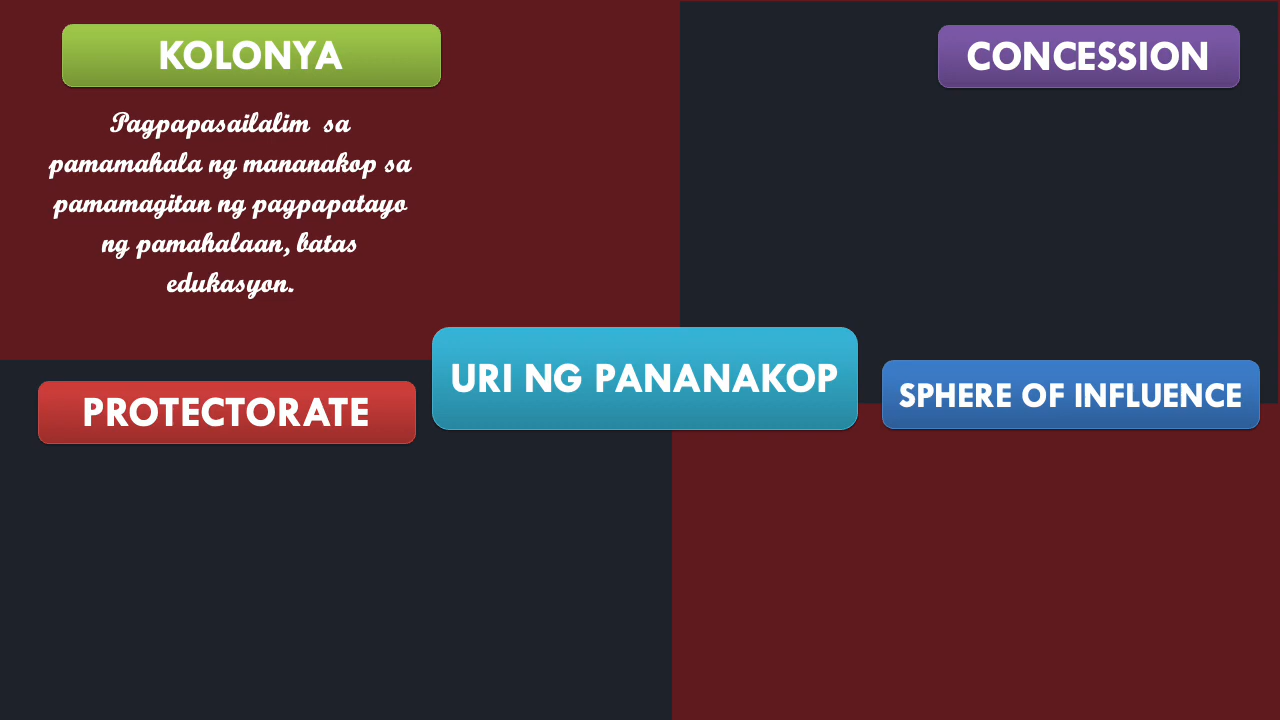 KOLONYA
Pagpapasailalim sa
pamamahala ng mananakop sa
pamamagitan ng pagpapatayo
ng pamahalaan, batas
edukasyon.
CONCESSION
URI NG PANANAKOP
PROTECTORATE
SPHERE OF INFLUENCE